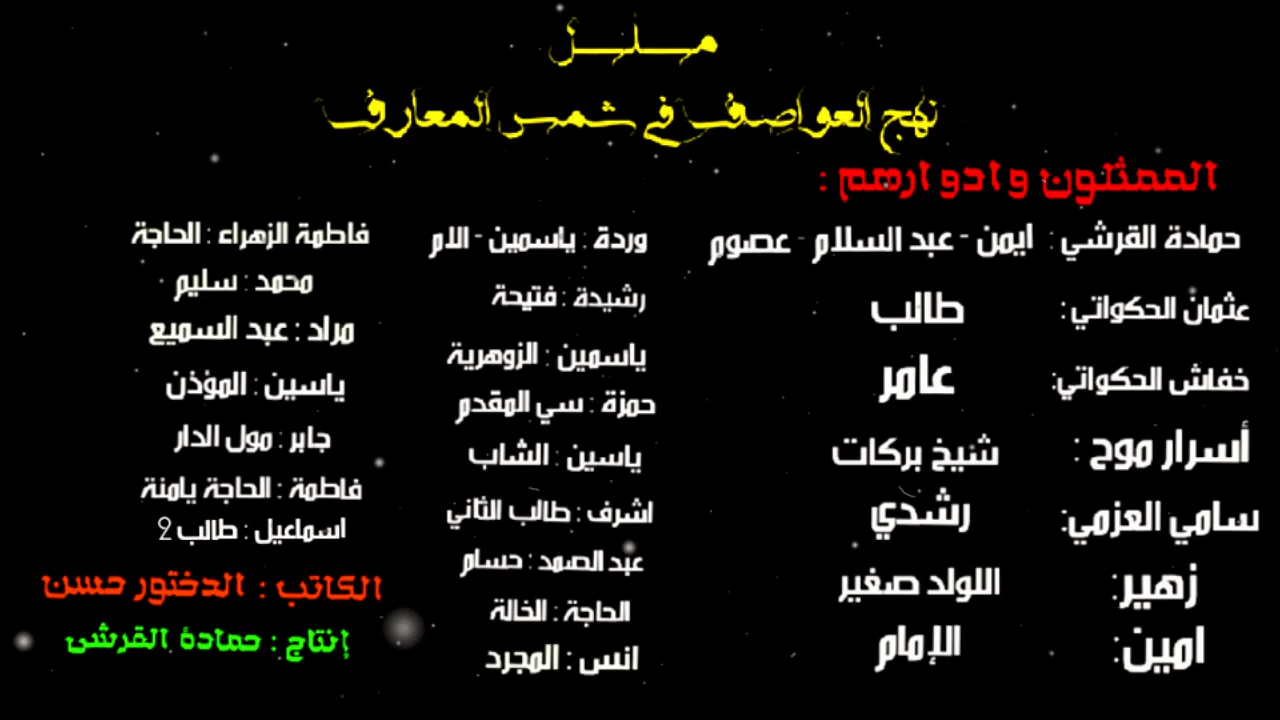 نهج العواصف في شمس المعارف
الممثلون وادوارهم :
حمادة القرشي : ايمن - عبد السلام - عصوم
عثمان الحكواتي : طالب
خفاش الحكواتي: عامر
أسرار موح : شيخ بركات
سامي العزمي: رشدي
زهير: اللولد صغير
امين: الإمام
وردة : ياسمين - الام
رشيدة : فتيحة
ياسمين : الزوهرية
حمزة : سي المقدم
ياسين : الشاب
اشرف : طالب الثاني
عبد الصمد : حسام
الحاجة : الخالة
انس : المجرد
فاطمة الزهراء : الحاجة
محمد : سليم
مراد : عبد السميع
ياسين : المؤذن
جابر : مول الدار
فاطمة : الحاجة يامنة
اسماعيل : طالب 2
الكاتب : الدختور حسن
إنتاج : حمادة القرشي